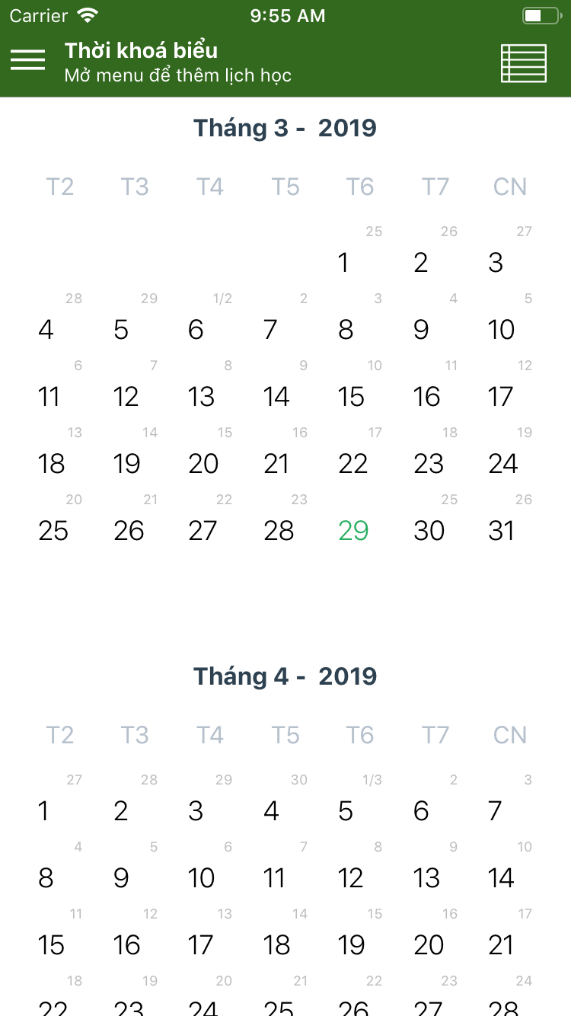 Carrier 9:55 AM
Thời khoá biểu
Mở menu để thêm lịch học
Tháng 3 - 2019
T2 T3 T4 T5 T6 T7 CN
25 26 27
1 2 3
28 29 1/2 2 3 4 5
4 5 6 7 8 9 10
6 7 8 9 10 11 12
11 12 13 14 15 16 17
13 14 15 16 17 18 19
18 19 20 21 22 23 24
20 21 22 23 25 26
25 26 27 28 29 30 31
Tháng 4 - 2019
T2 T3 T4 T5 T6 T7 CN
27 28 29 30 1/3 2 3
1 2 3 4 5 6 7
4 5 6 7 8 9 10
8 9 10 11 12 13 14
11 12 13 14 15 16 17
15 16 17 18 19 20 21
18 19 20 21 22 23 24
22 23 24 25 26 27 28